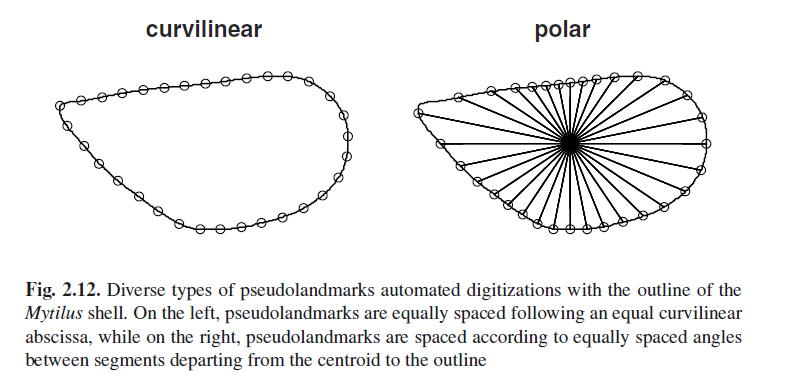 curvilinear
polar
Fig. 2.12. Diverse types of pseudolandmarks automated digitizations with the outline of the
Mytilus shell. On the left, pseudolandmarks are equally spaced following an equal curvilinear
abscissa, while on the right, pseudolandmarks are spaced according to equally spaced angles
between segments departing from the centroid to the outline